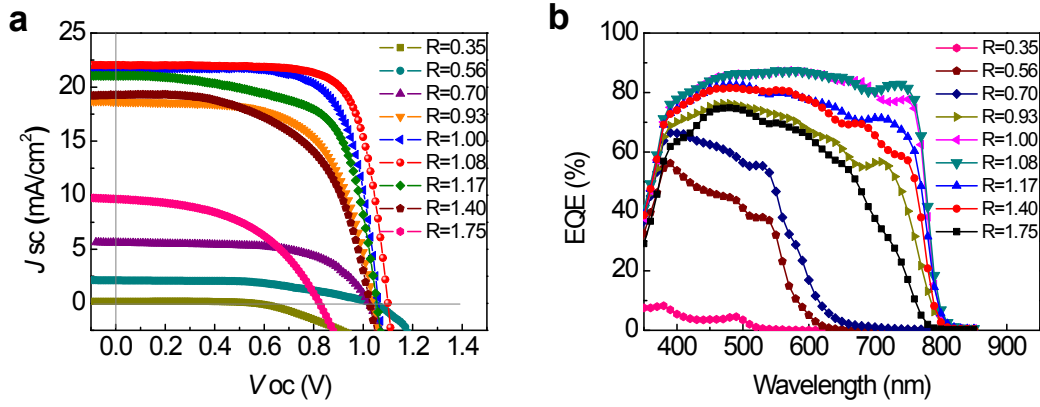 a
25
20
15
10
5
0
J sc (mA/cm²)
0.0 0.2 0.4 0.6 0.8 1.0 1.2 1.4
V oc (V)
R=0.35
R=0.56
R=0.70
R=0.93
R=1.00
R=1.08
R=1.17
R=1.40
R=1.75
b
100
80
60
40
20
0
EQE (%)
400 500 600 700 800 900
Wavelength (nm)
R=0.35
R=0.56
R=0.70
R=0.93
R=1.00
R=1.08
R=1.17
R=1.40
R=1.75